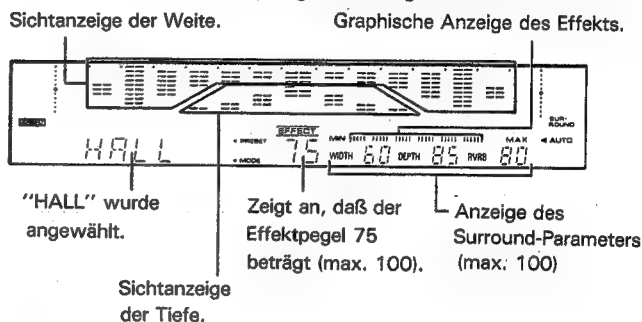 Sichtanzeige der Weite.
Graphische Anzeige des Effekts.
SUR-
ROUND
EFFECT
MIN
MAX
◄ PRESET
◄ AUTO
HALL
75
WIDTH 60 DEPTH 85 RVRB 80
◄ MODE
"HALL" wurde
angewählt.
Zeigt an, daß der
Effektpegel 75
beträgt (max. 100).
Anzeige des
Surround-Parameters
(max. 100)
Sichtanzeige
der Tiefe.